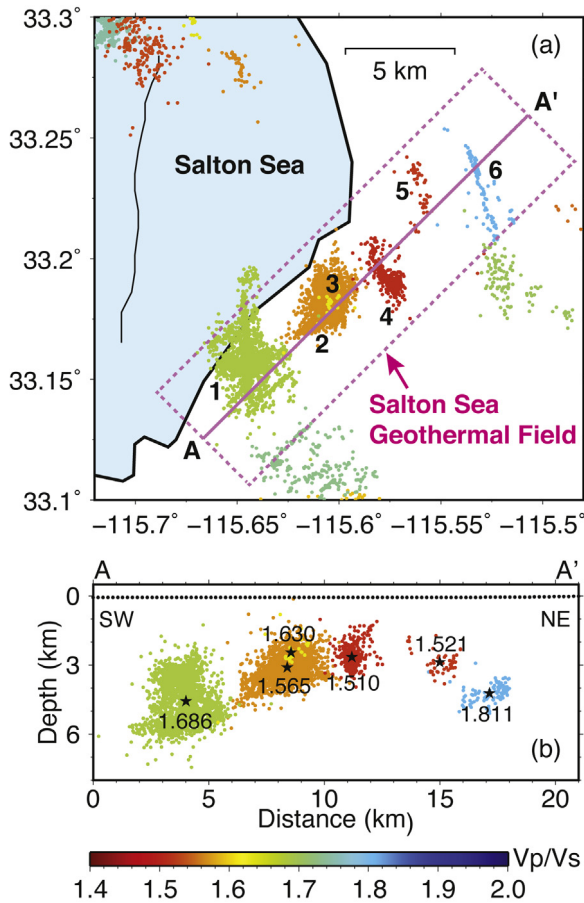 33.3°
(a)
5 km
A'
33.25°
Salton Sea
5
6
33.2°
3
4
2
33.15°
1
Salton Sea
Geothermal Field
A
33.1°
−115.7° −115.65° −115.6° −115.55° −115.5°
A A’
0
SW NE
1.630
1.521
3
1.565 1.510
1.811
1.686
6
(b)
Depth (km)
0 5 10 15 20
Distance (km)
Vp/Vs
1.4 1.5 1.6 1.7 1.8 1.9 2.0